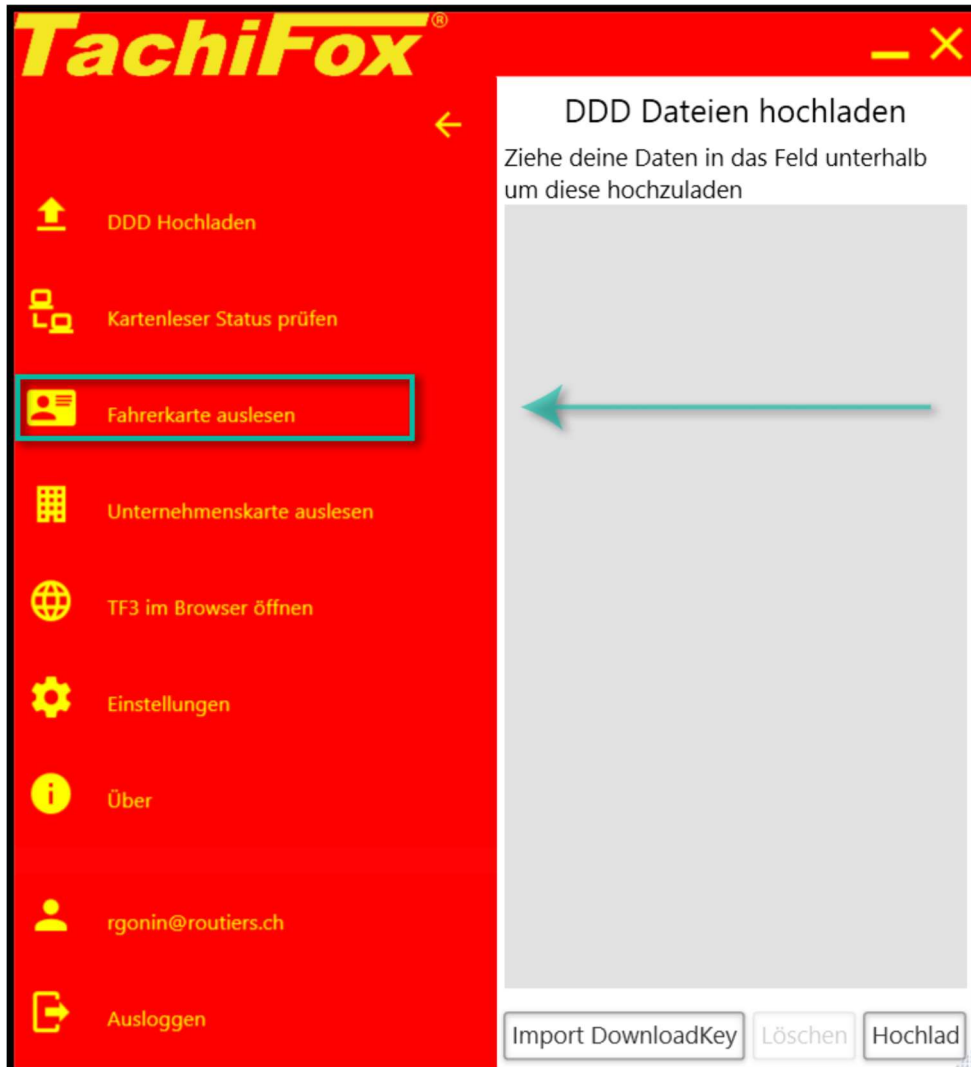 TachiFox®
DDD Dateien hochladen
Ziehe deine Daten in das Feld unterhalb
um diese hochzuladen
DDD Hochladen
Kartenleser Status prüfen
Fahrerkarte auslesen
Unternehmenskarte auslesen
TF3 im Browser öffnen
Einstellungen
Über
rgonin@routiers.ch
Ausloggen
Import DownloadKey Löschen Hochlad